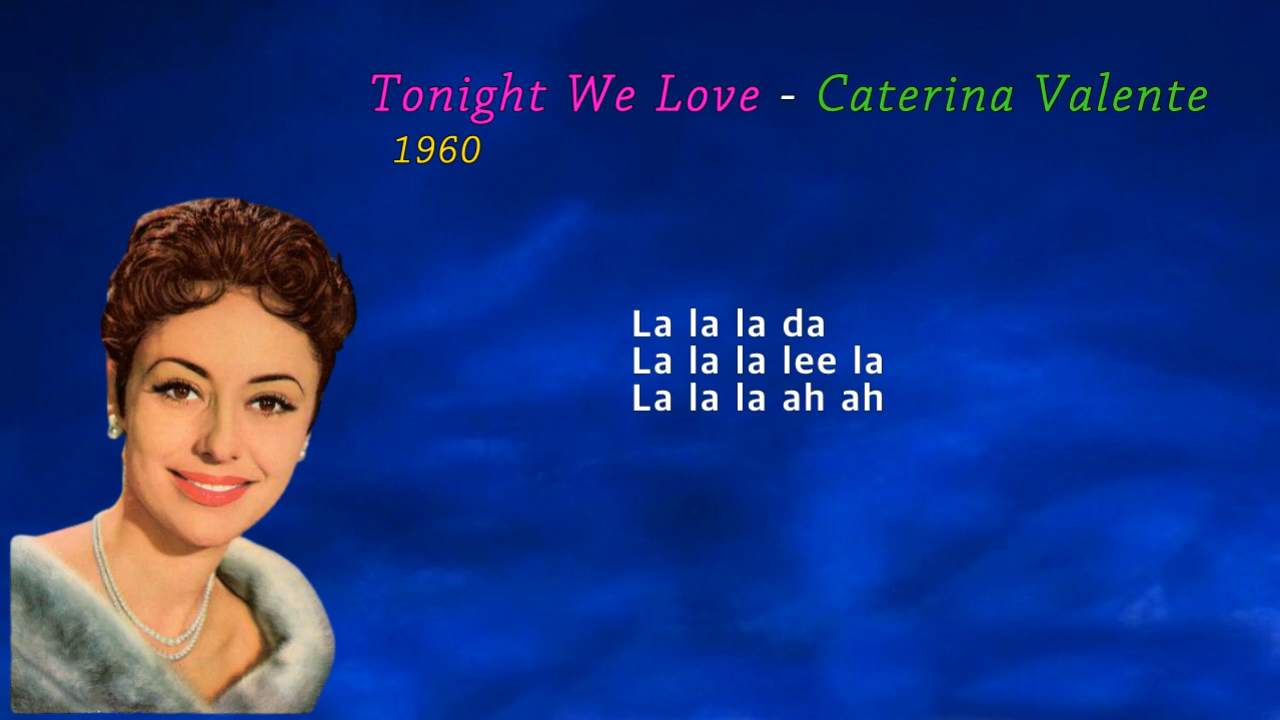 Tonight We Love - Caterina Valente
1960
La la la da
La la la lee la
La la la ah ah